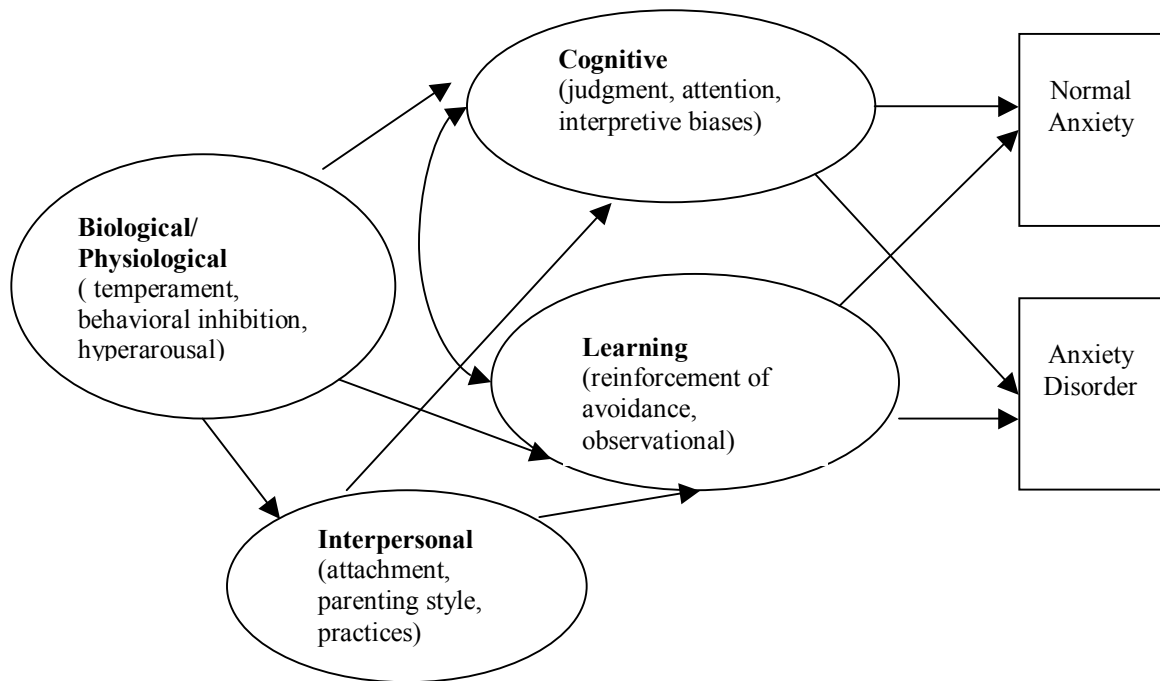 Cognitive
(judgment, attention,
interpretive biases)
Normal
Anxiety
Biological/
Physiological
( temperament,
behavioral inhibition,
hyperarousal)
Learning
(reinforcement of
avoidance,
observational)
Anxiety
Disorder
Interpersonal
(attachment,
parenting style,
practices)